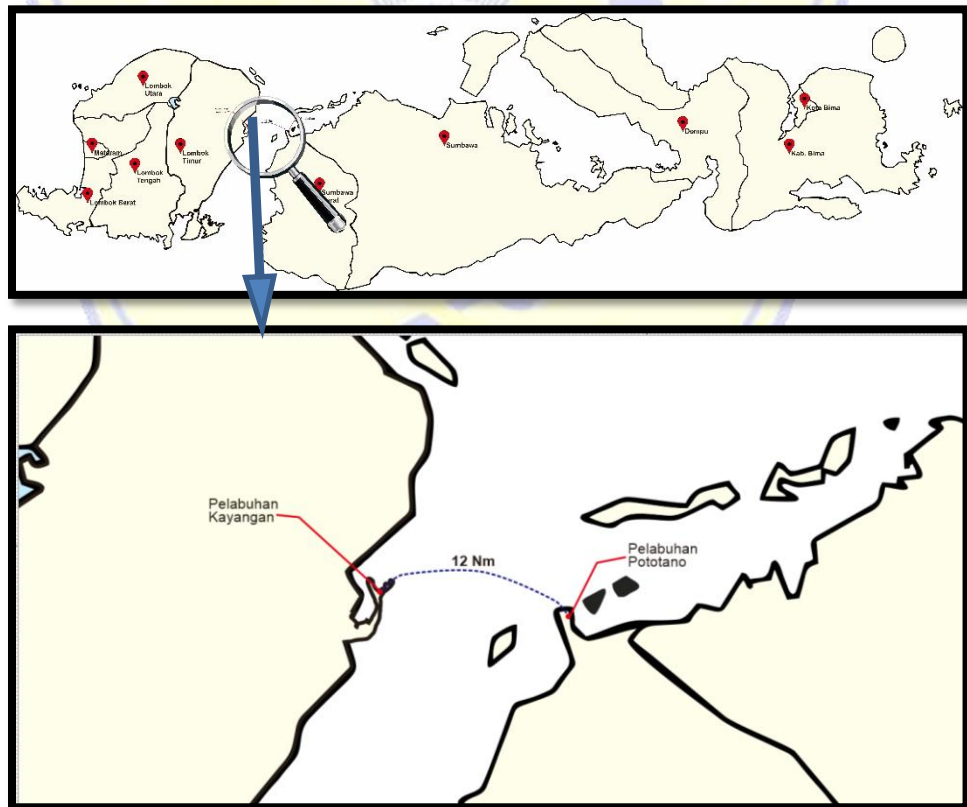 Lombok
Utara
Mataram
Lombok
Timur
Lombok
Tengah
Lombok Barat
Sumbawa
Sumbawa
Dompu
Kota Bima
Kab. Bima
Pelabuhan
Kayangan
12 Nm
Pelabuhan
Pototano